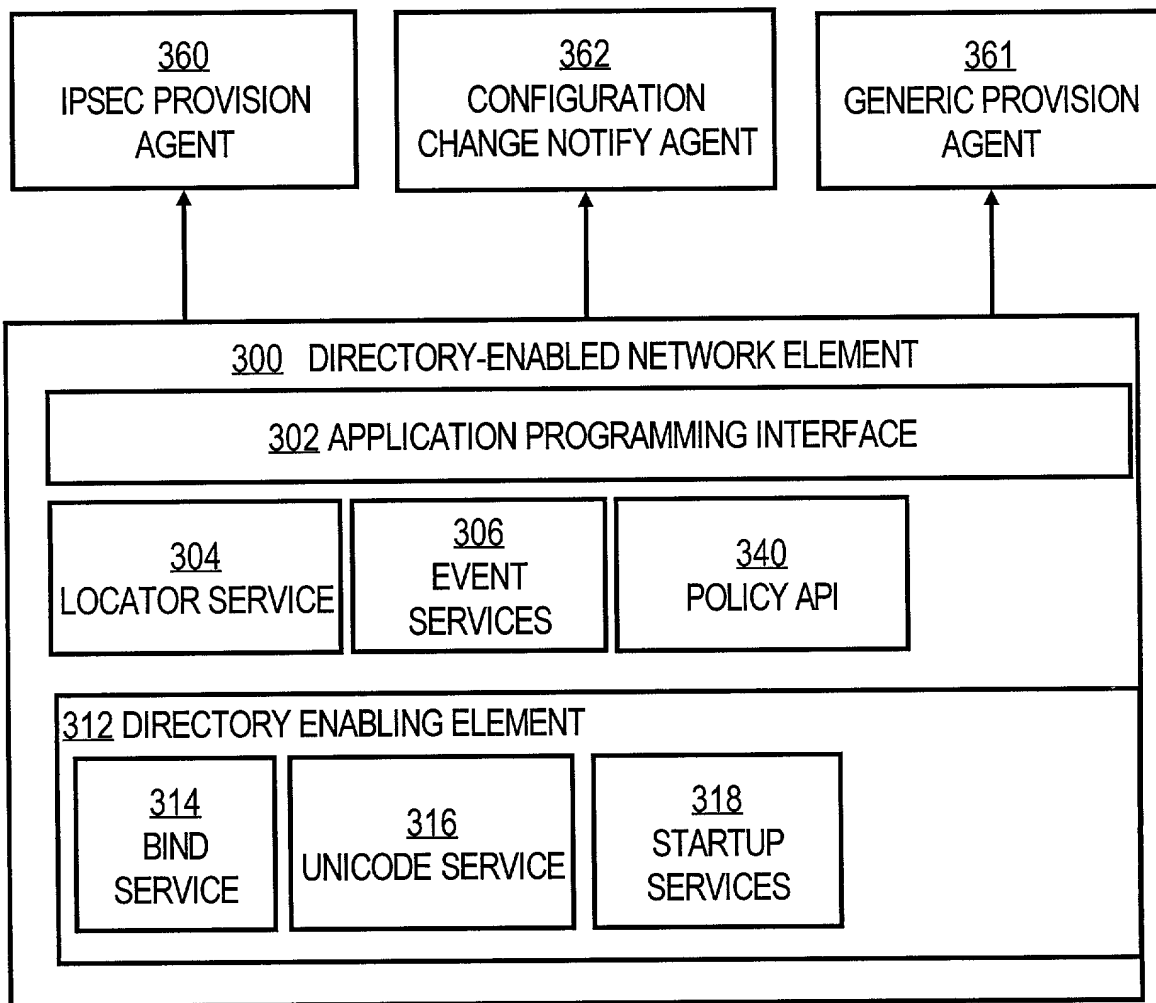 360
IPSEC PROVISION
AGENT
362
CONFIGURATION
CHANGE NOTIFY AGENT
361
GENERIC PROVISION
AGENT
300 DIRECTORY-ENABLED NETWORK ELEMENT
302 APPLICATION PROGRAMMING INTERFACE
304
LOCATOR SERVICE
306
EVENT
SERVICES
340
POLICY API
312 DIRECTORY ENABLING ELEMENT
314
BIND
SERVICE
316
UNICODE SERVICE
318
STARTUP
SERVICES